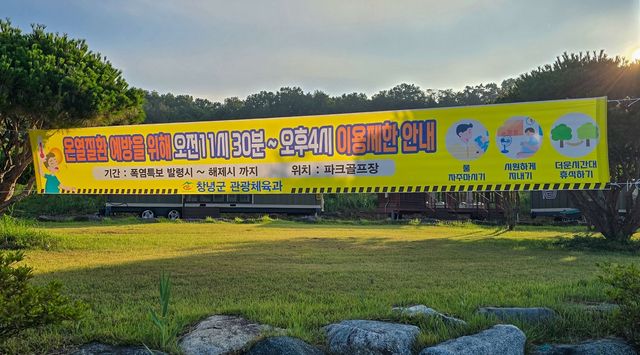 온열질환 예방을 위해 오전11시 30분 ~ 오후4시 이용제한 안내
기간 : 폭염특보 발령시 ~ 해제시 까지 위치 : 파크골프장
창녕군 관광체육과
물
자주마시기
시원하게
지내기
더운시간대
휴식하기